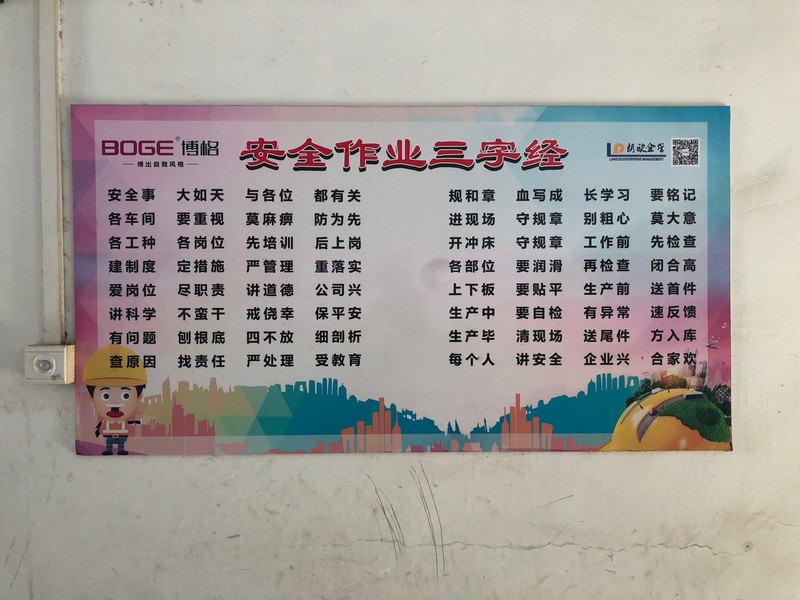 BOGE® 博格
博出自我风格
安全作业三字经
朗欧企管
LANGOUENTERPRISE MANAGEMENT
安全事 大如天 与各位 都有关
各车间 要重视 莫麻痹 防为先
各工种 各岗位 先培训 后上岗
建制度 定措施 严管理 重落实
爱岗位 尽职责 讲道德 公司兴
讲科学 不蛮干 戒侥幸 保平安
有问题 刨根底 四不放 细剖析
查原因 找责任 严处理 受教育
规和章 血写成 长学习 要铭记
进现场 守规章 别粗心 莫大意
开冲床 守规章 工作前 先检查
各部位 要润滑 再检查 闭合高
上下板 要贴平 生产前 送首件
生产中 要自检 有异常 速反馈
生产毕 清现场 送尾件 方入库
每个人 讲安全 企业兴 合家欢